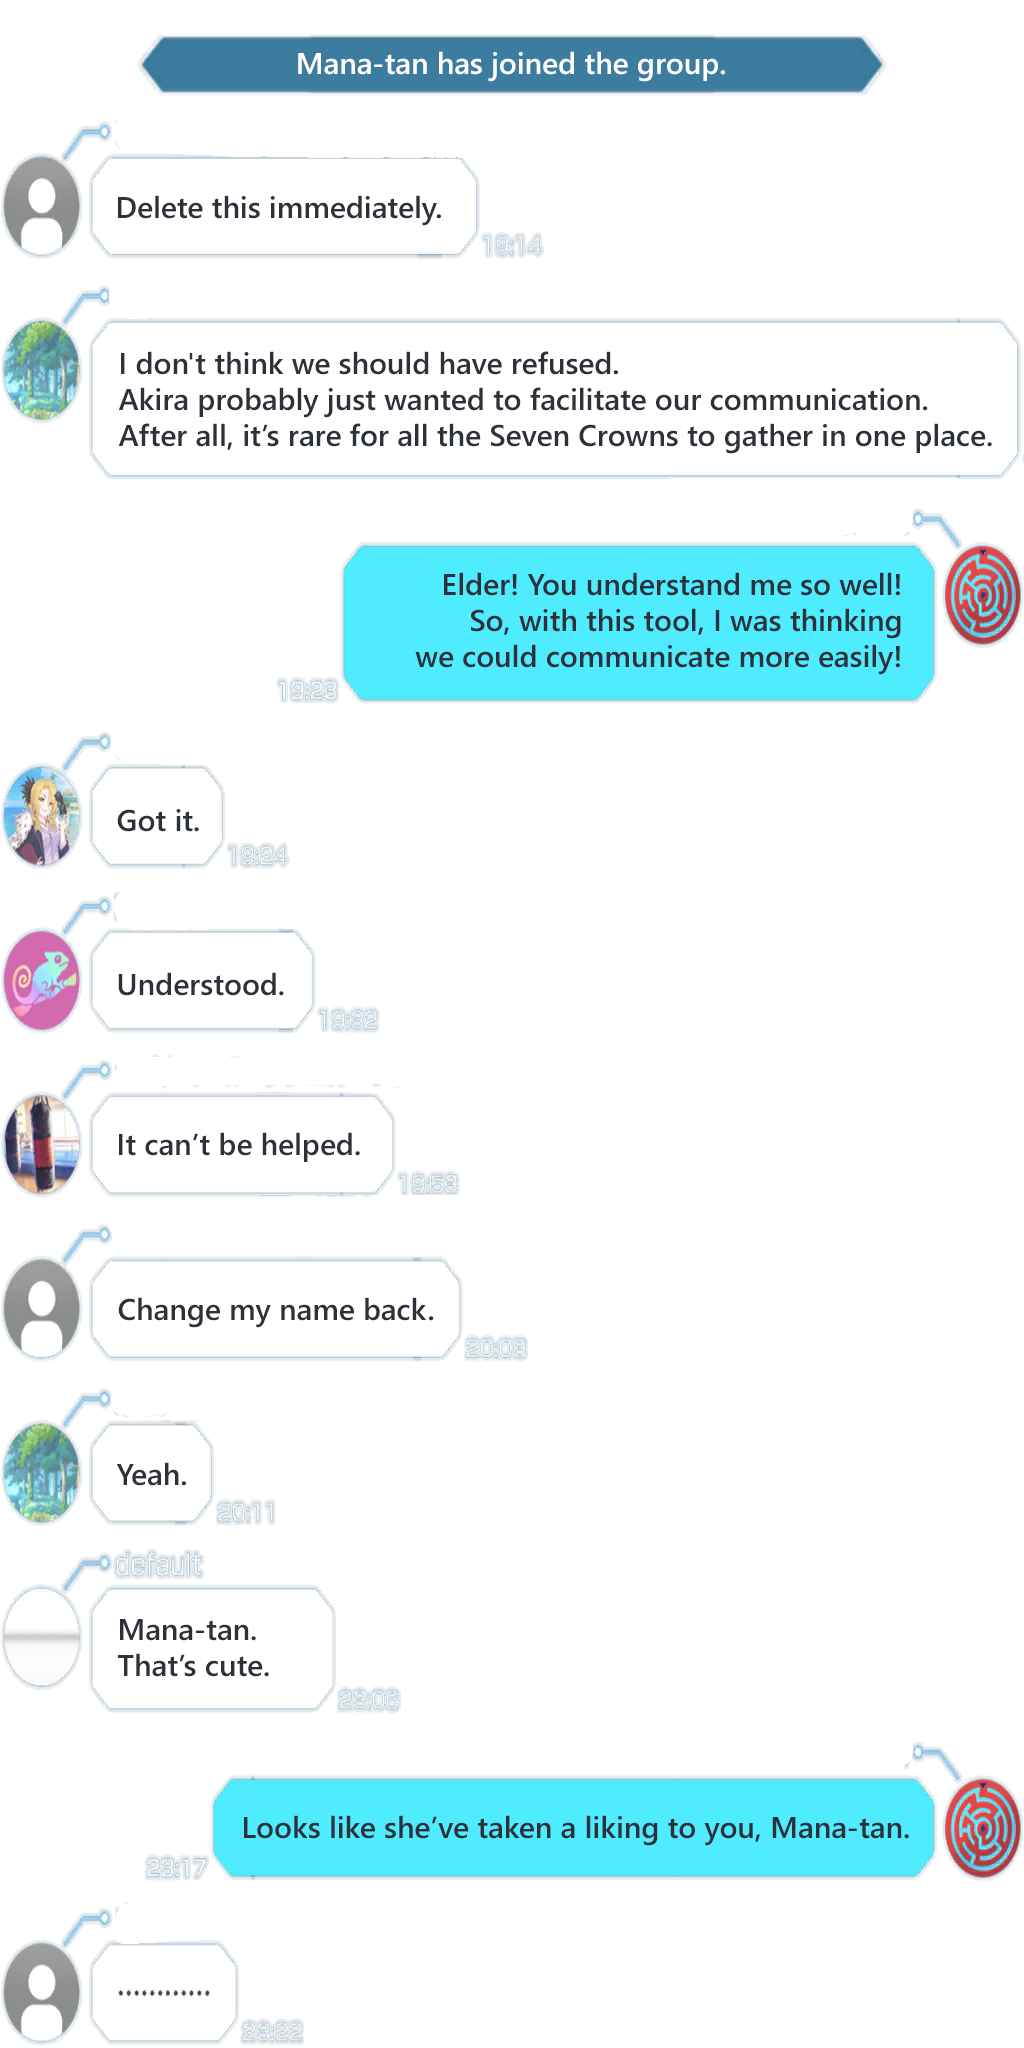 Mana-tan has joined the group.
Delete this immediately.
19:14
I don't think we should have refused.
Akira probably just wanted to facilitate our communication.
After all, it’s rare for all the Seven Crowns to gather in one place.
Elder! You understand me so well!
So, with this tool, I was thinking
we could communicate more easily!
19:23
Got it.
19:24
Understood.
19:32
It can’t be helped.
19:53
Change my name back.
20:03
Yeah.
20:11
default
Mana-tan.
That’s cute.
23:06
Looks like she’ve taken a liking to you, Mana-tan.
23:17
............
23:22